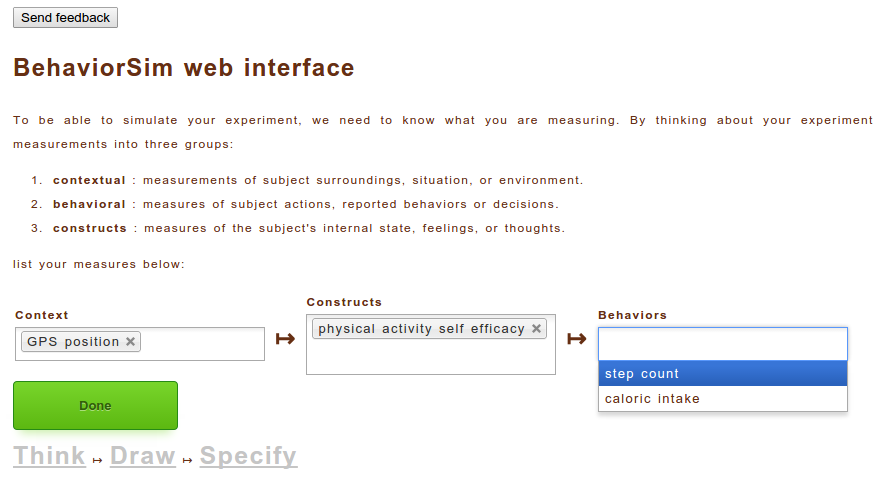 Send feedback
BehaviorSim web interface
To be able to simulate your experiment, we need to know what you are measuring. By thinking about your experiment
measurements into three groups:
1. contextual : measurements of subject surroundings, situation, or environment.
2. behavioral : measures of subject actions, reported behaviors or decisions.
3. constructs : measures of the subject's internal state, feelings, or thoughts.
list your measures below:
Context
GPS position ×
↦
Constructs
physical activity self efficacy ×
↦
Behaviors
step count
caloric intake
Done
Think ↦ Draw ↦ Specify